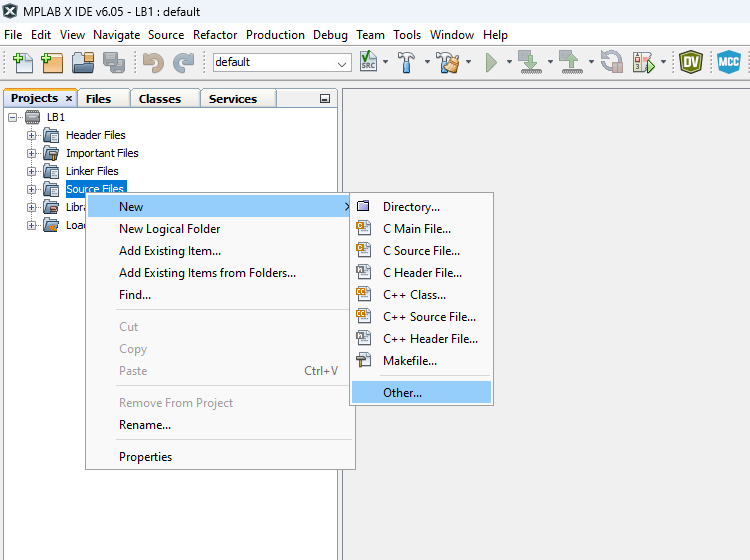 MPLAB X IDE v6.05 - LB1 : default
File Edit View Navigate Source Refactor Production Debug Team Tools Window Help
default
SRC
DV
MCC
Projects × Files Classes Services
LB1
Header Files
Important Files
Linker Files
Source Files
Libra
Loa
New
New Logical Folder
Add Existing Item...
Add Existing Items from Folders...
Find...
Cut
Copy
Paste Ctrl+V
Remove From Project
Rename...
Properties
Directory...
C Main File...
C Source File...
C Header File...
C++ Class...
C++ Source File...
C++ Header File...
Makefile...
Other...